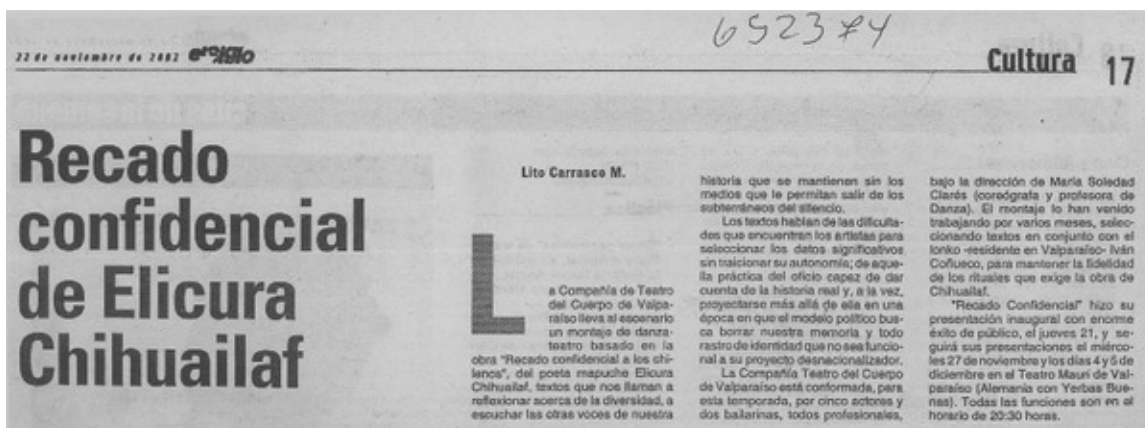 652374
22 de noviembre de 2002
Cultura 17
Recado
confidencial
de Elicura
Chihuailaf
Lito Carrasco M.
La Compañía de Teatro
del Cuerpo de Valpa-
raíso lleva al escenario
un montaje de danza-
teatro basado en la
obra "Recado confidencial a los chi-
lenos", del poeta mapuche Elicura
Chihuailaf, textos que nos llaman a
reflexionar acerca de la diversidad, a
escuchar las otras voces de nuestra
historia que se mantienen sin los
medios que le permitan salir de los
subterráneos del silencio.
Los textos hablan de las dificulta-
des que encuentran los artistas para
seleccionar los datos significativos
sin traicionar su autonomía; de aque-
lla práctica del oficio capez de dar
cuenta de la historia real y, a la vez,
proyectarse más allá de ella en una
época en que el modelo político bus-
ca borrar nuestra memoria y todo
rastro de identidad que no sea funcio-
nal a su proyecto desnacionalizador.
La Compañía Teatro del Cuerpo
de Valparaíso está conformada, para
esta temporada, por cinco actores y
dos bailarinas, todos profesionales,
bajo la dirección de María Soledad
Clarés (coreógrafa y profesora de
Danza). El montaje lo han venido
trabajando por varios meses, selec-
cionando textos en conjunto con el
lonko -residente en Valparaíso- Iván
Coñueco, para mantener la fidelidad
de los rituales que exige la obra de
Chihuailaf.
"Recado Confidencial" hizo su
presentación inaugural con enorme
éxito de público, el jueves 21, y se-
guirá sus presentaciones el miérco-
les 27 de noviembre y los días 4 y 5 de
diciembre en el Teatro Mauri de Val-
paraíso (Alemania con Yerbas Bue-
nas). Todas las funciones son en el
horario de 20:30 horas.